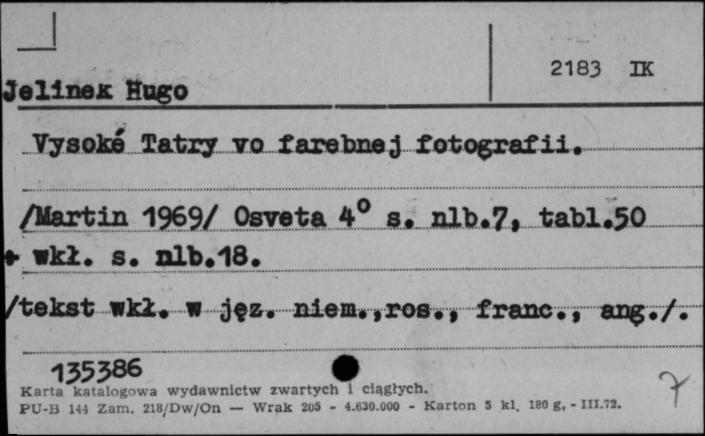 2183 IK
Jelinek Hugo
Vysoké Tatry vo farebnej fotografii.
/Martin 1969/ Osveta 4° s. nlb.7, tabl.50
+ wkł. s. nlb.18.
/tekst wkł. w jęz. niem.,ros., franc., ang./.
135386
Karta katalogowa wydawnictw zwartych i ciągłych.
PU-B 144 Zam. 218/Dw/On — Wrak 205 - 4.630.000 - Karton 5 kl. 180 g. - III.72.
7